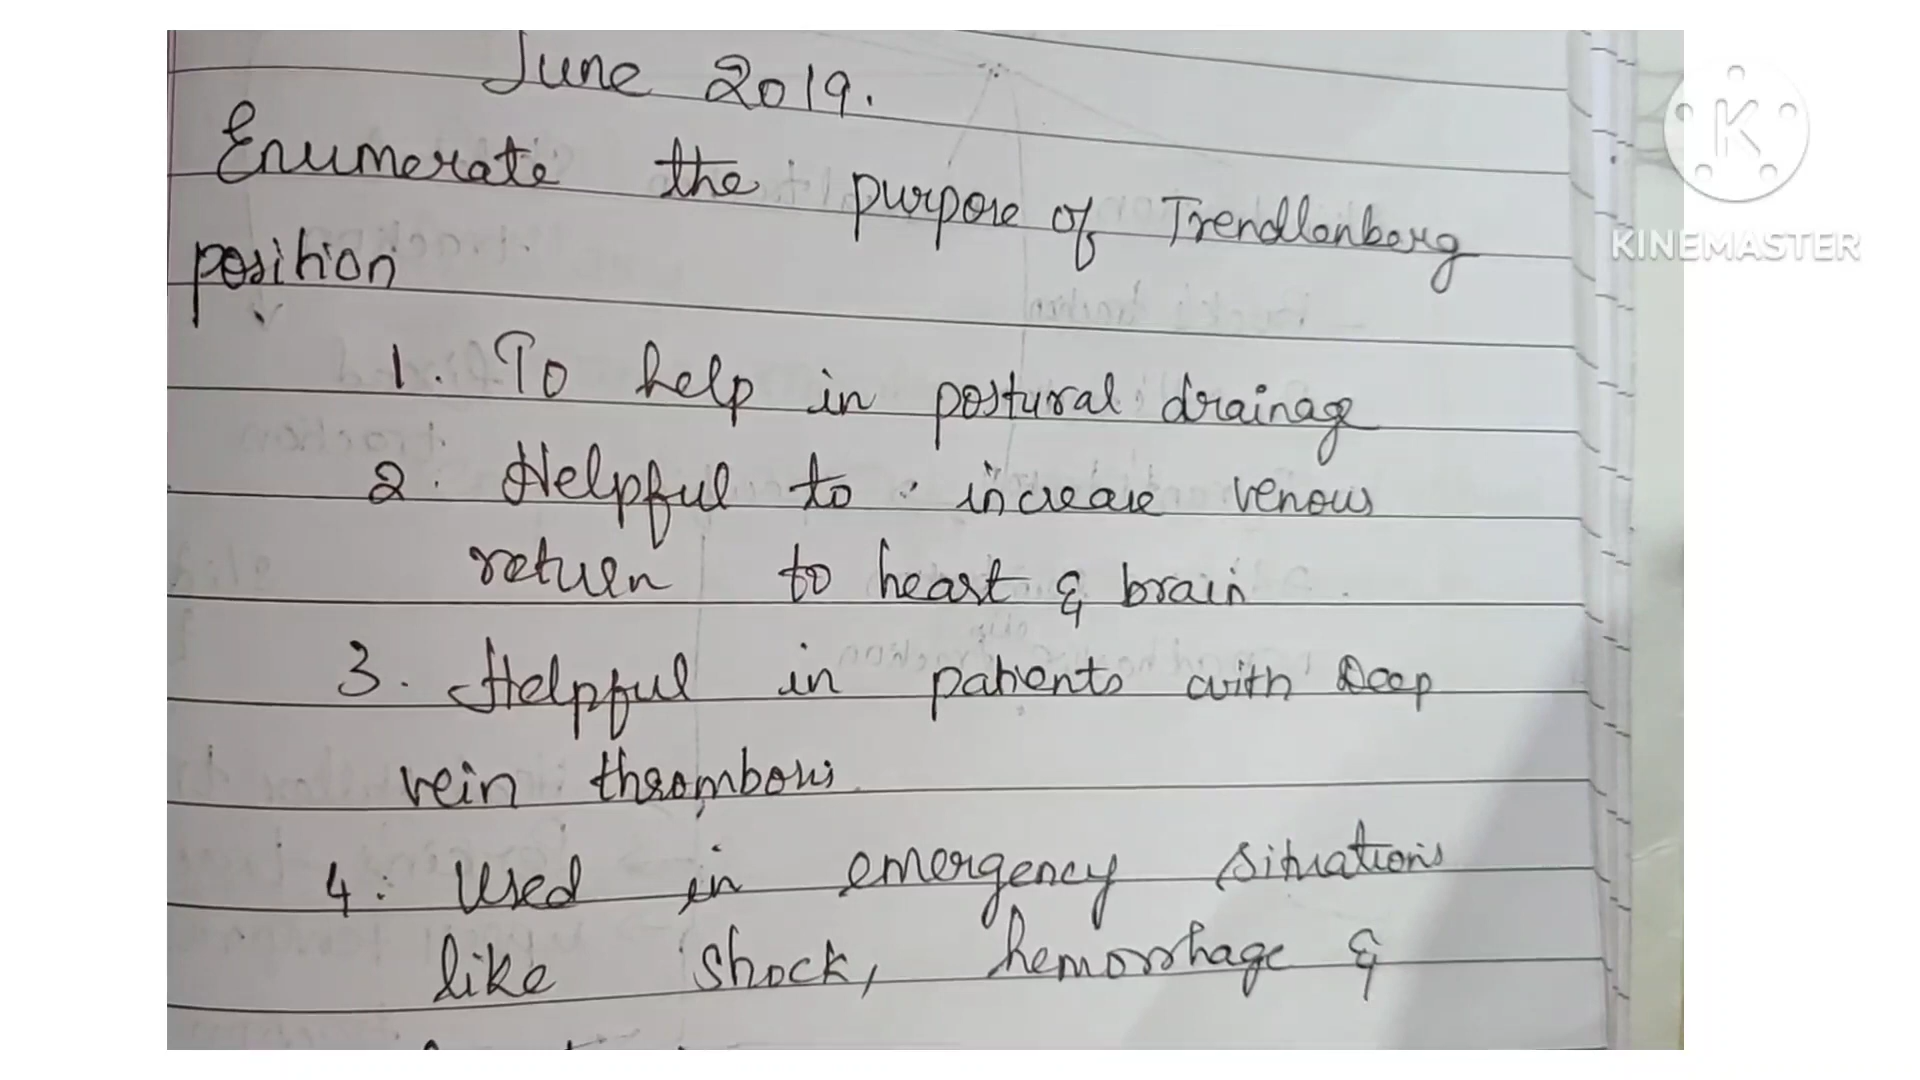 June 2019.
Enumerate the purpose of Trendlenberg
position
1. To help in postural drainage
2. Helpful to increase venous
return to heart & brain
3. Helpful in patients with Deep
vein thrombosis
4. Used in emergency situations
like shock, hemorrhage &
K
KINEMASTER